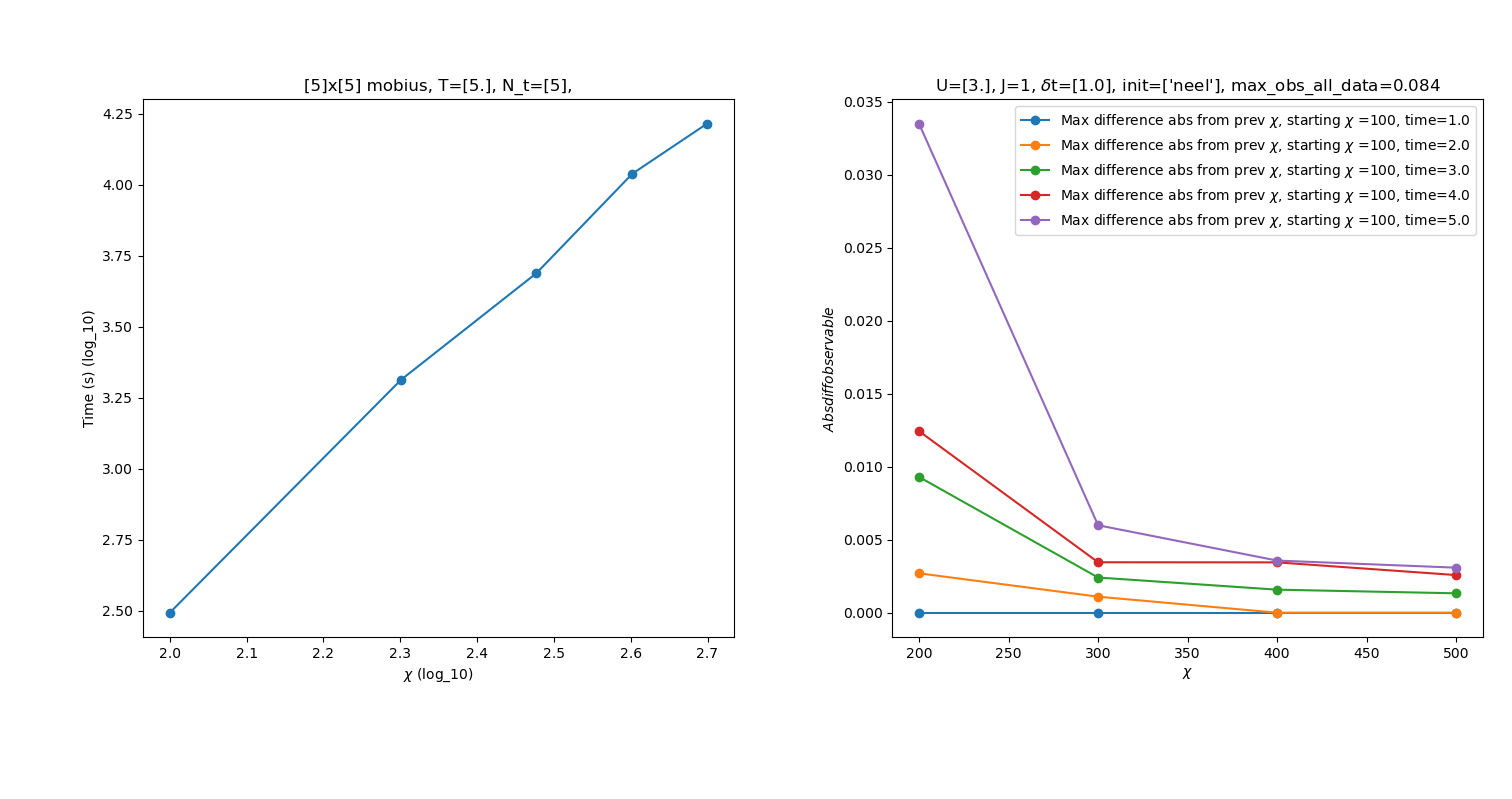 [5]x[5] mobius, T=[5.], N_t=[5],
4.25
4.00
3.75
3.50
3.25
3.00
2.75
2.50
Time (s) (log_10)
2.0 2.1 2.2 2.3 2.4 2.5 2.6 2.7
χ (log_10)
U=[3.], J=1, δt=[1.0], init=['neel'], max_obs_all_data=0.084
0.035
0.030
0.025
0.020
0.015
0.010
0.005
0.000
Absdiffobservable
Max difference abs from prev χ, starting χ =100, time=1.0
Max difference abs from prev χ, starting χ =100, time=2.0
Max difference abs from prev χ, starting χ =100, time=3.0
Max difference abs from prev χ, starting χ =100, time=4.0
Max difference abs from prev χ, starting χ =100, time=5.0
200 250 300 350 400 450 500
χ